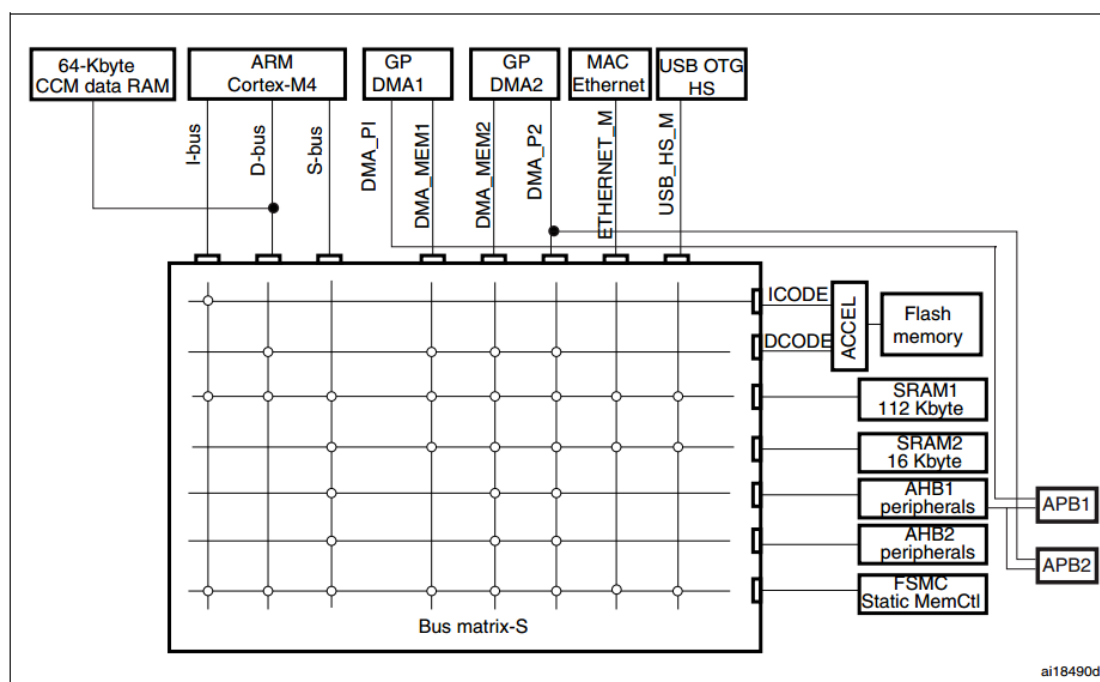 64-Kbyte
CCM data RAM
ARM
Cortex-M4
GP
DMA1
GP
DMA2
MAC
Ethernet
USB OTG
HS
I-bus
D-bus
S-bus
DMA_PI
DMA_MEM1
DMA_MEM2
DMA_P2
ETHERNET_M
USB_HS_M
ICODE
DCODE
ACCEL
Flash
memory
SRAM1
112 Kbyte
SRAM2
16 Kbyte
AHB1
peripherals
APB1
AHB2
peripherals
APB2
FSMC
Static MemCtl
Bus matrix-S
ai18490d